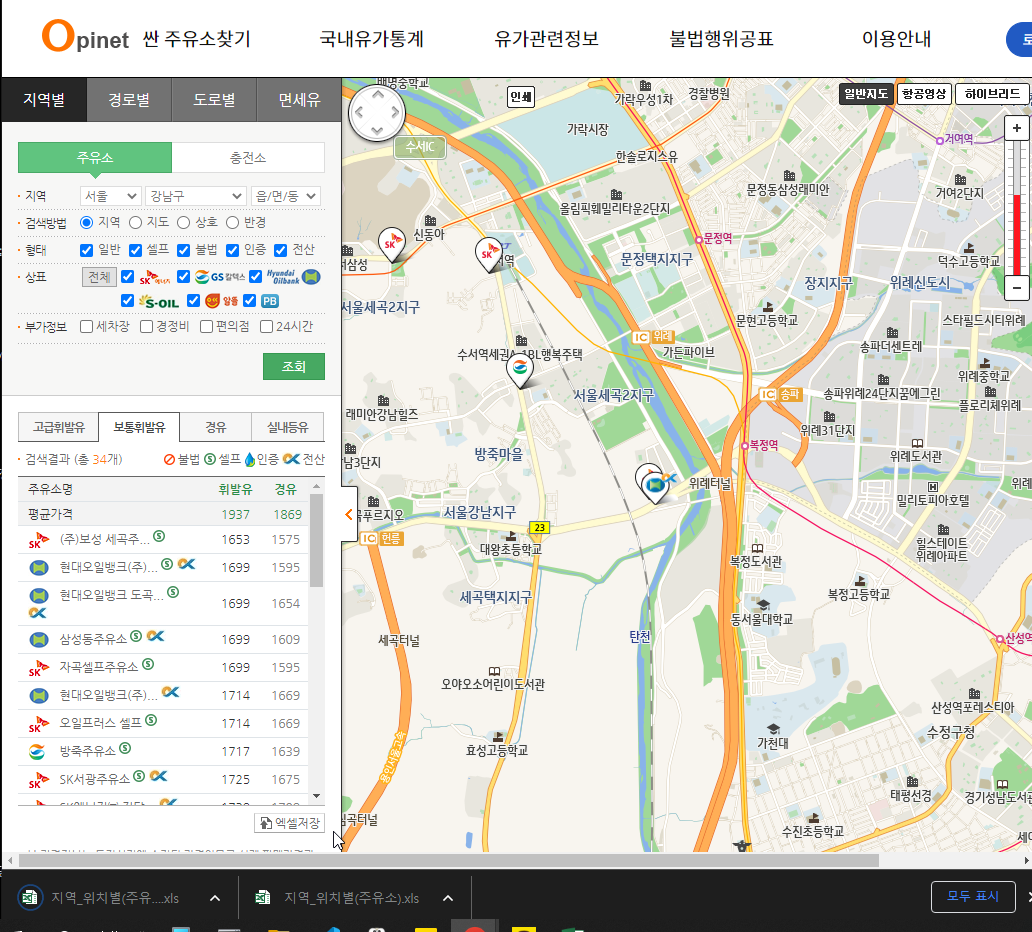 Opinet 싼 주유소찾기 국내유가통계 유가관련정보 불법행위공표 이용안내
지역별 경로별 도로별 면세유
주유소 충전소
지역 서울 강남구 읍/면/동
검색방법 지역 지도 상호 반경
형태 일반 셀프 불법 인증 전산
상표 전체 SK에너지 GS칼텍스 Hyundai Oilbank
S-OIL 알뜰 PB
부가정보 세차장 경정비 편의점 24시간
조회
고급휘발유 보통휘발유 경유 실내등유
검색결과 (총 34개) 불법 셀프 인증 전산
주유소명 휘발유 경유
평균가격 1937 1869
SK (주)보성 세곡주... 1653 1575
현대오일뱅크(주)... 1699 1595
현대오일뱅크 도곡... 1699 1654
삼성동주유소 1699 1609
SK 자곡셀프주유소 1699 1595
현대오일뱅크(주)... 1714 1669
SK 오일프러스 셀프 1714 1669
방죽주유소 1717 1639
SK SK서광주유소 1725 1675
엑셀저장
인쇄
일반지도 항공영상 하이브리드
백명중학교
가락우성1차
경찰병원
가락시장
수서IC
한솔로지스유
거여역
문정동삼성래미안
거여2단지
올림픽훼밀리타운2단지
신동아
문정역
SK
SK
덕수고등학교
문정택지지구
장지지구
위례신도시
서울세곡2지구
문현고등학교
스타필드시티위례
IC 위례
가든파이브
송파더센트레
위례중학교
서울세곡2지구
IC 송파
송파위례24단지꿈에그린
플로리체위례
래미안강남힐즈
위례31단지
복정역
위례도서관
방죽마을
위례터널
밀리토피아호텔
서울강남지구
23
IC 헌릉
대왕초등학교
힐스테이트
위례아파트
복정도서관
복정고등학교
세곡택지지구
동서울대학교
세곡터널
탄천
산성역
오야오소어린이도서관
산성역포레스티아
수정구청
효성고등학교
가천대
용인서울고속
태평선경
경기성남도서관
수진초등학교
지역_위치별(주유....xls 지역_위치별(주유소).xls 모두 표시